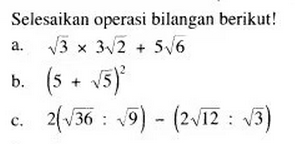 Selesaikan operasi bilangan berikut!
a. √3 × 3√2 + 5√6
b. (5 + √5)²
c. 2(√36 : √9) − (2√12 : √3)